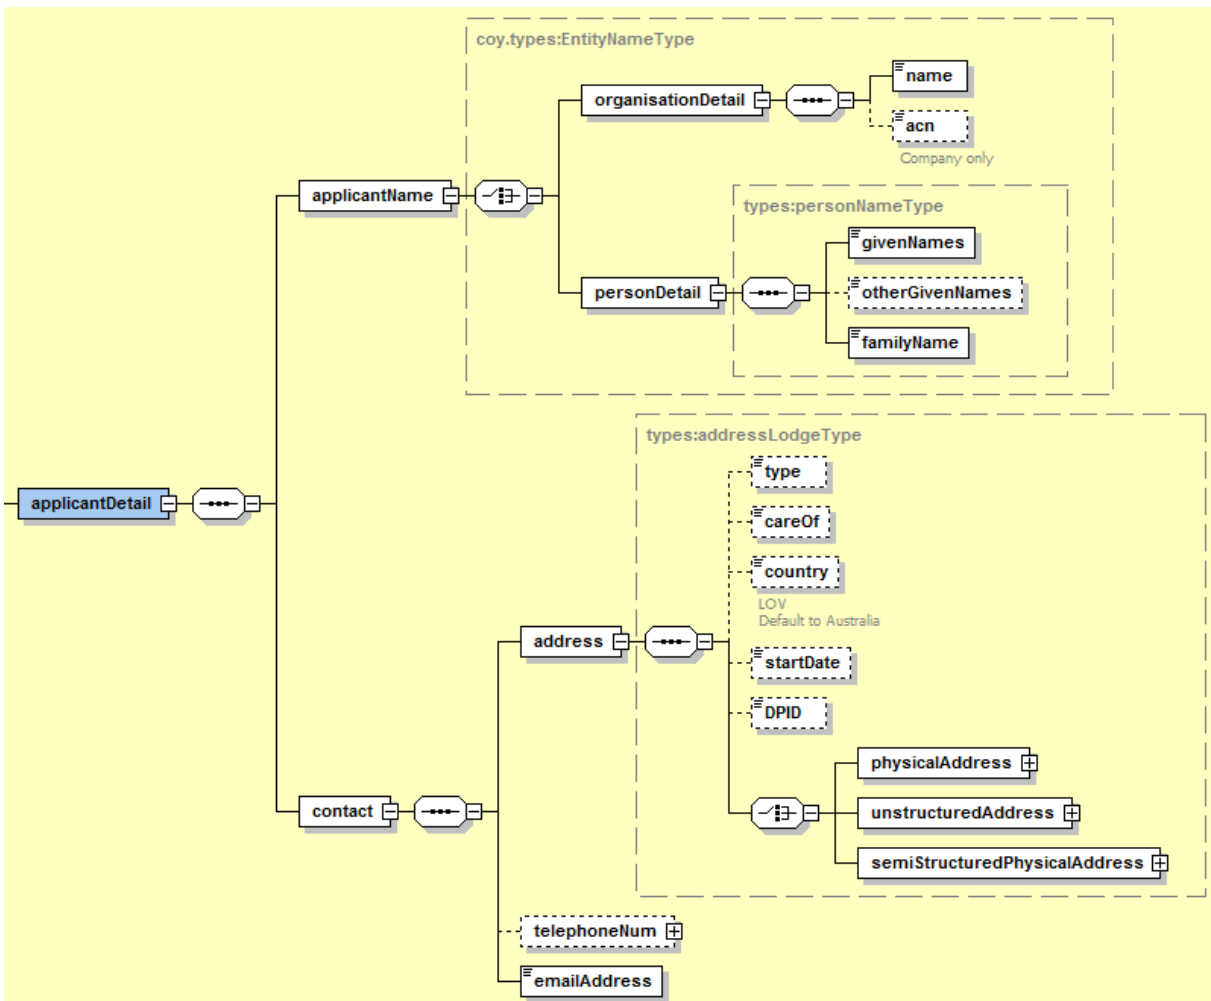 coy.types:EntityNameType
name
organisationDetail
acn
Company only
applicantName
types:personNameType
givenNames
personDetail
otherGivenNames
familyName
types:addressLodgeType
type
applicantDetail
careOf
country
LOV
Default to Australia
address
startDate
DPID
physicalAddress
contact
unstructuredAddress
semiStructuredPhysicalAddress
telephoneNum
emailAddress